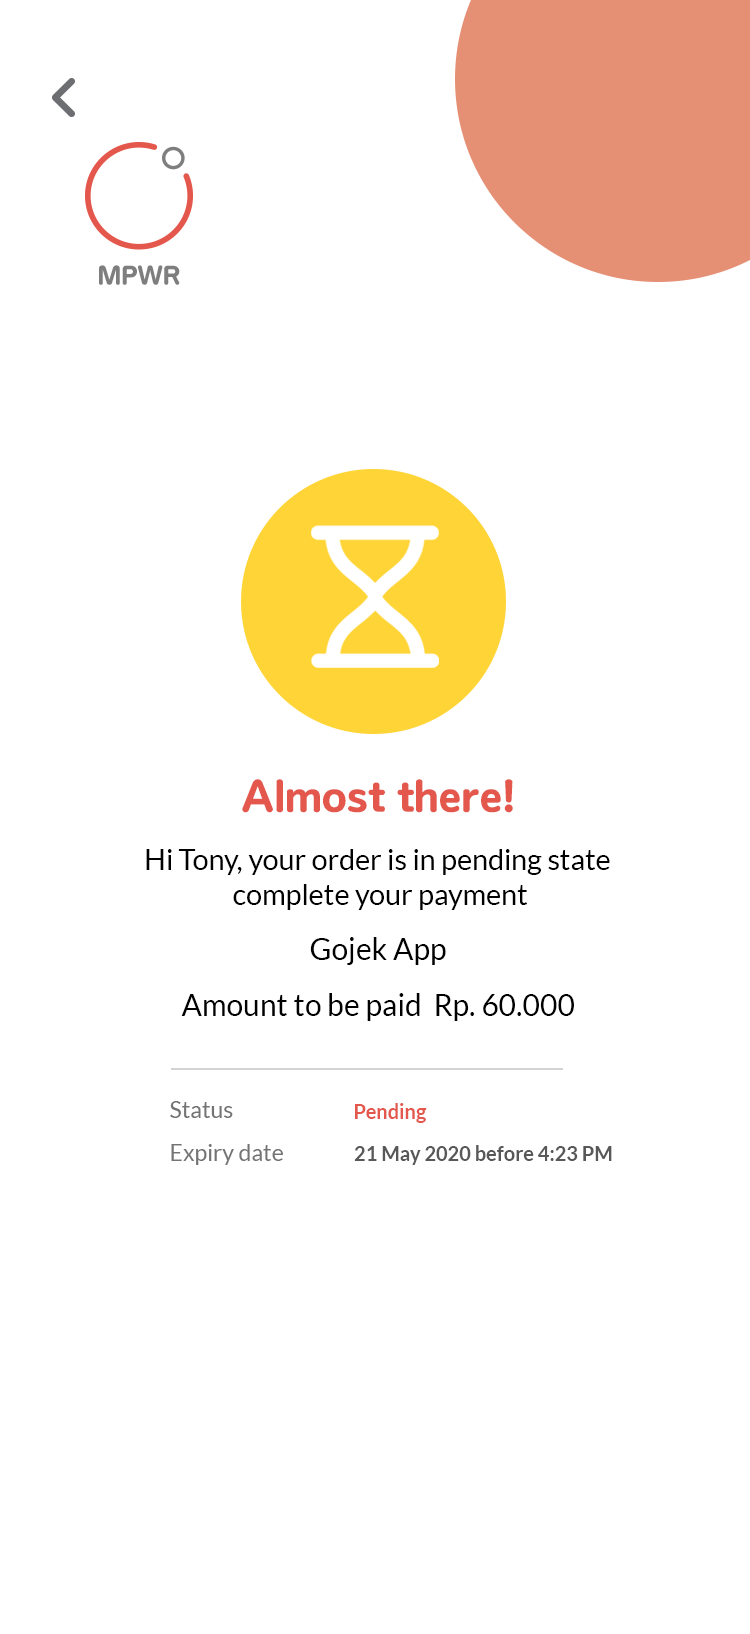 MPWR
Almost there!
Hi Tony, your order is in pending state
complete your payment
Gojek App
Amount to be paid  Rp. 60.000
Status Pending
Expiry date 21 May 2020 before 4:23 PM